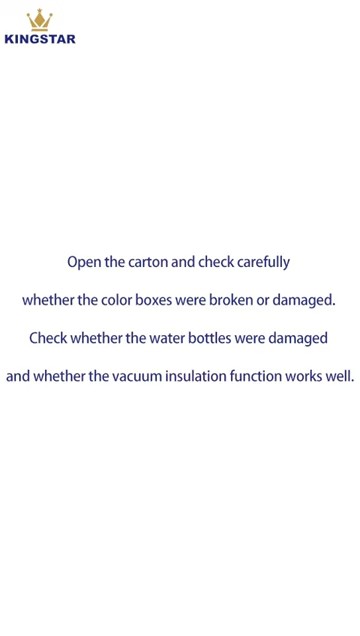 KINGSTAR
Open the carton and check carefully
whether the color boxes were broken or damaged.
Check whether the water bottles were damaged
and whether the vacuum insulation function works well.